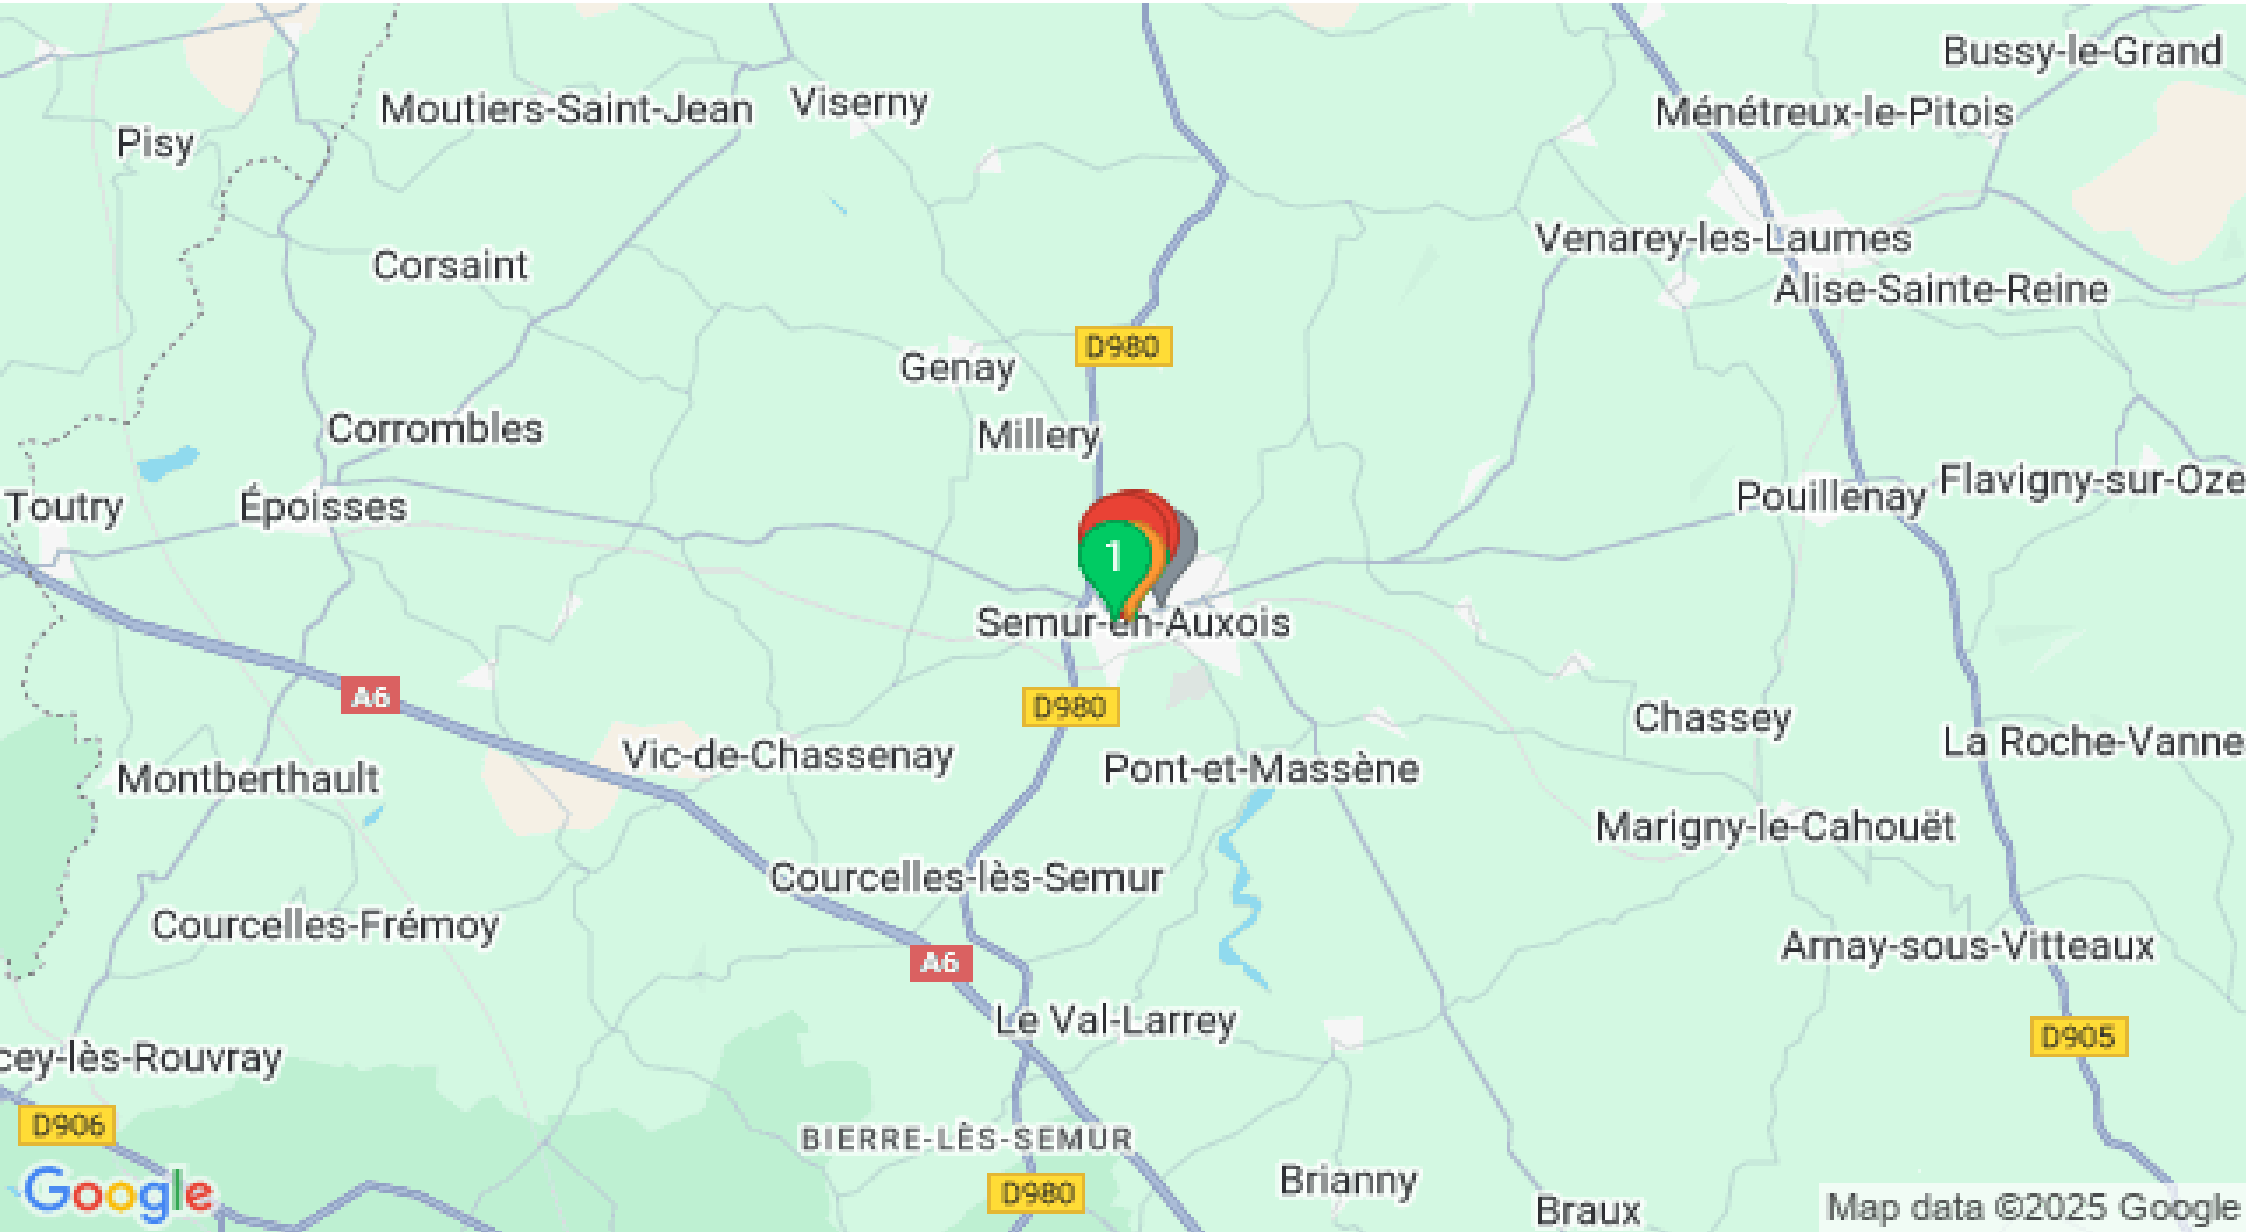 Bussy-le-Grand
Moutiers-Saint-Jean
Viserny
Ménétreux-le-Pitois
Pisy
Venarey-les-Laumes
Corsaint
Alise-Sainte-Reine
D980
Genay
Corrombles
Millery
Toutry
Époisses
Pouillenay
Flavigny-sur-Oze
1
Semur-en-Auxois
A6
D980
Chassey
La Roche-Vanne
Vic-de-Chassenay
Pont-et-Massène
Montberthault
Marigny-le-Cahouët
Courcelles-lès-Semur
Courcelles-Frémoy
Arnay-sous-Vitteaux
A6
Le Val-Larrey
D905
cey-lès-Rouvray
D906
BIERRE-LÈS-SEMUR
Brianny
Google
D980
Braux
Map data ©2025 Google